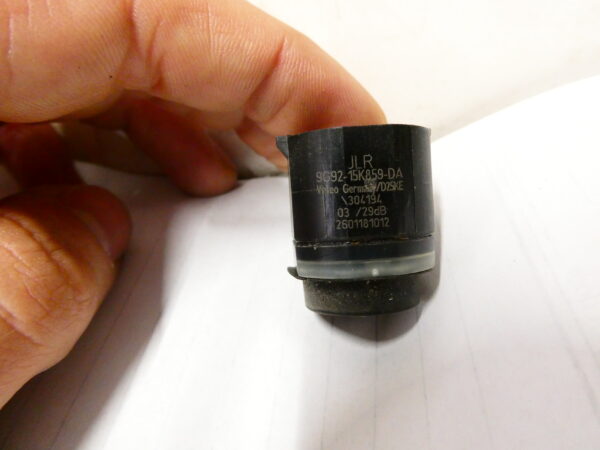 JLR
9G92-15K859-DA
Valeo Germany/DZSKE
\304194
03 /29dB
2601181012